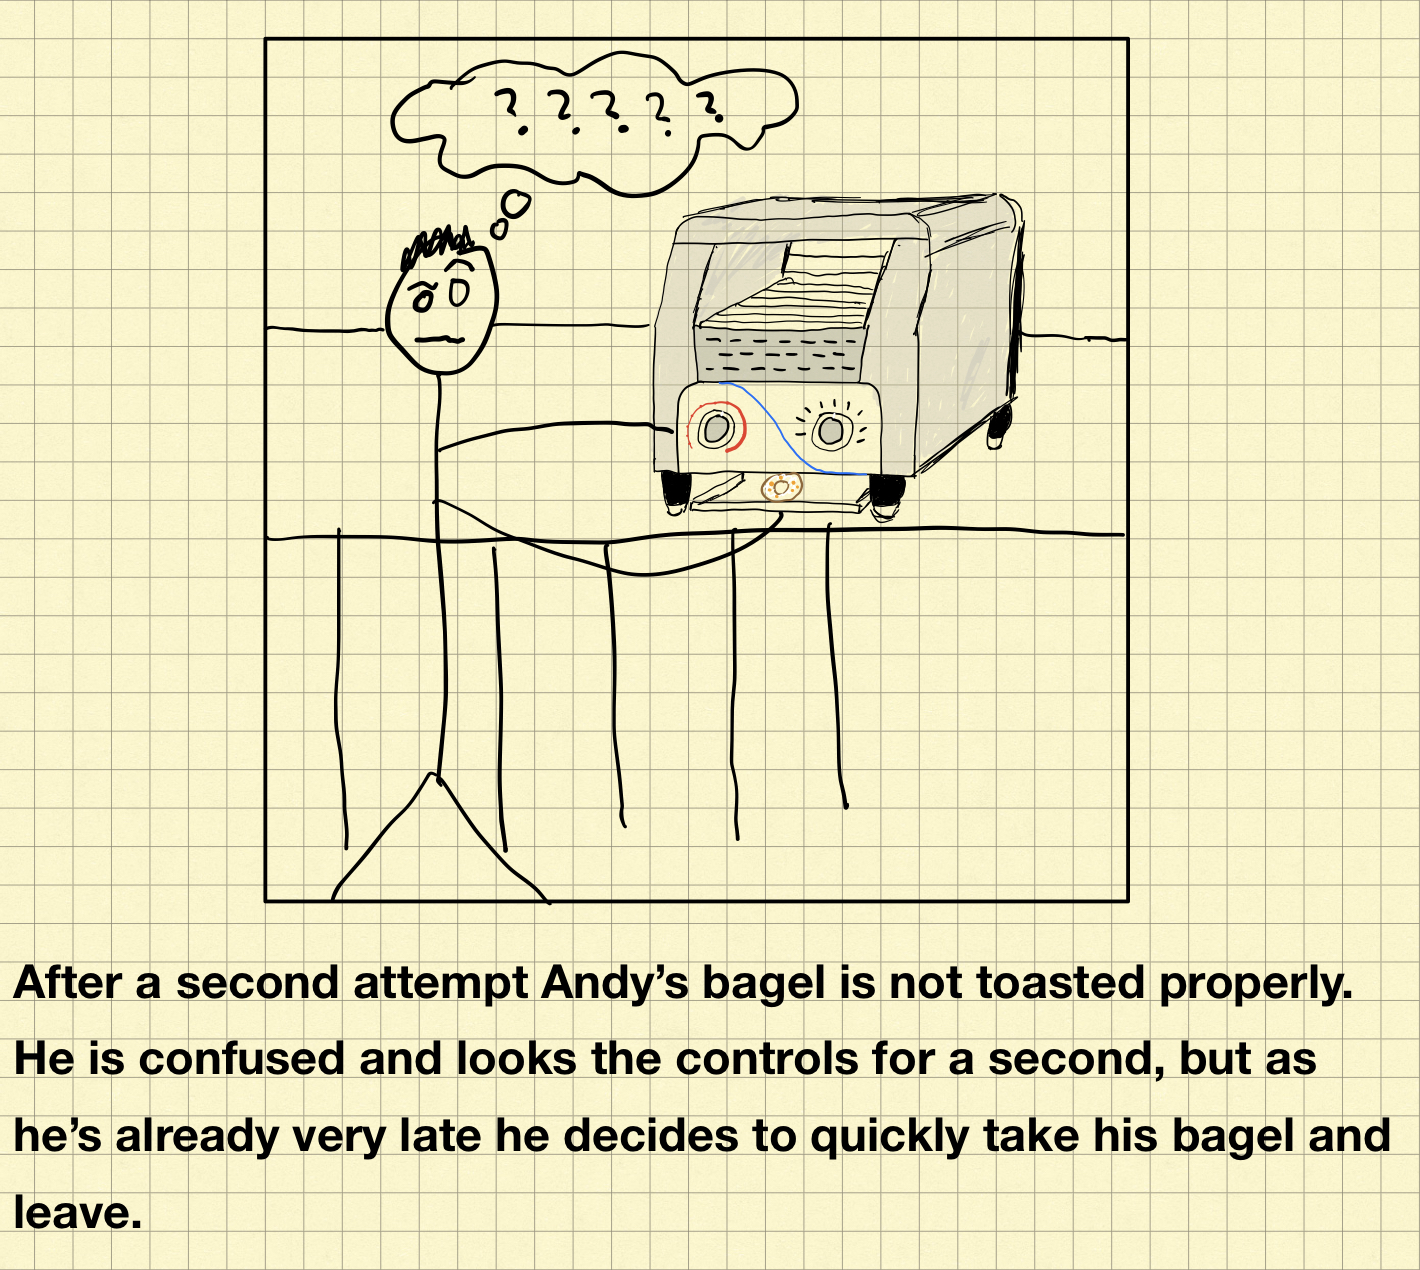 ? ? ? ? ?
After a second attempt Andy’s bagel is not toasted properly.
He is confused and looks the controls for a second, but as
he’s already very late he decides to quickly take his bagel and
leave.